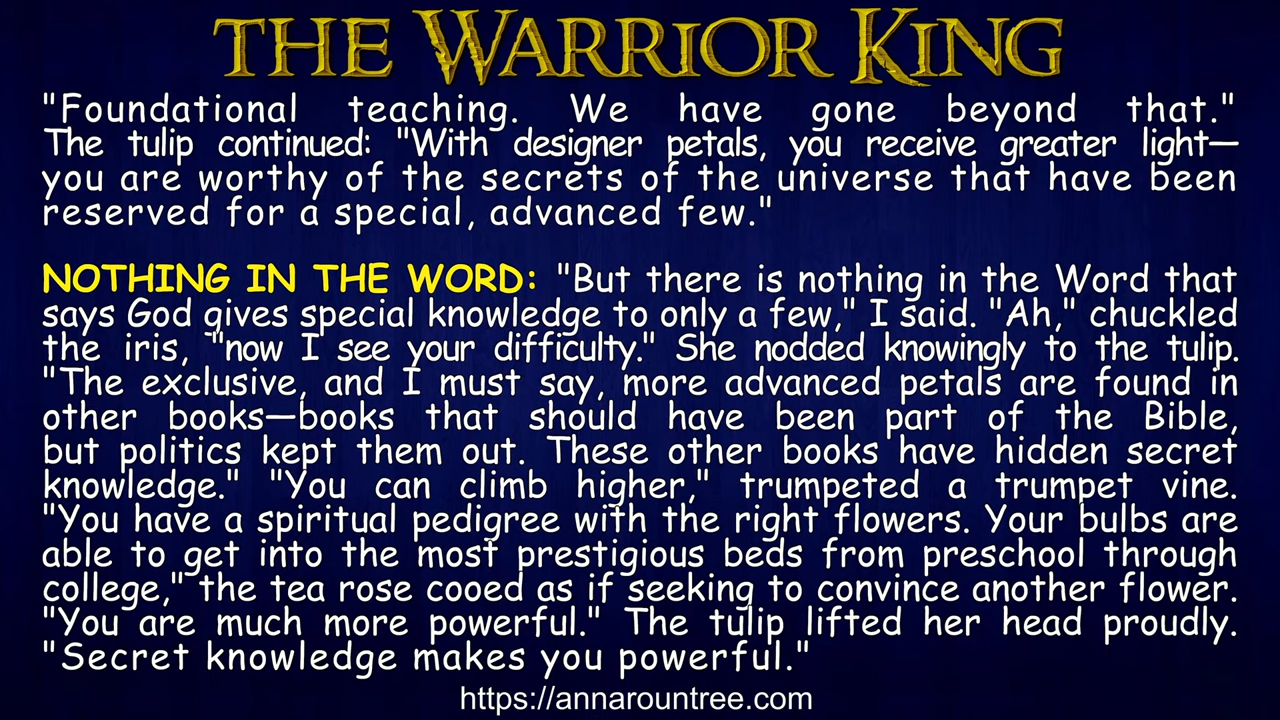 THE WARRIOR KING
"Foundational teaching. We have gone beyond that."
The tulip continued: "With designer petals, you receive greater light—
you are worthy of the secrets of the universe that have been
reserved for a special, advanced few."
NOTHING IN THE WORD: "But there is nothing in the Word that
says God gives special knowledge to only a few," I said. "Ah," chuckled
the iris, "now I see your difficulty." She nodded knowingly to the tulip.
"The exclusive, and I must say, more advanced petals are found in
other books—books that should have been part of the Bible,
but politics kept them out. These other books have hidden secret
knowledge." "You can climb higher," trumpeted a trumpet vine.
"You have a spiritual pedigree with the right flowers. Your bulbs are
able to get into the most prestigious beds from preschool through
college," the tea rose cooed as if seeking to convince another flower.
"You are much more powerful." The tulip lifted her head proudly.
"Secret knowledge makes you powerful."
https://annarountree.com